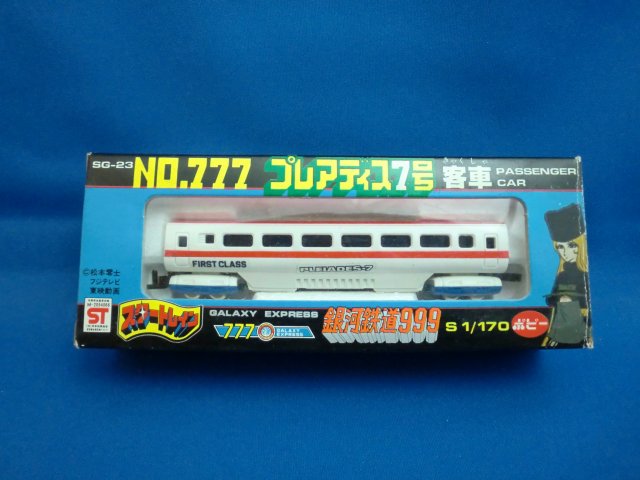 SG-23 NO.777 プレアデス7号 客車 PASSENGER CAR
きゃくしゃ
FIRST CLASS
PLEIADES-7
©松本零士
フジテレビ
東映動画
ST
スタートレイン
GALAXY EXPRESS
777 GALAXY EXPRESS
銀河鉄道999
S 1/170
ポピー